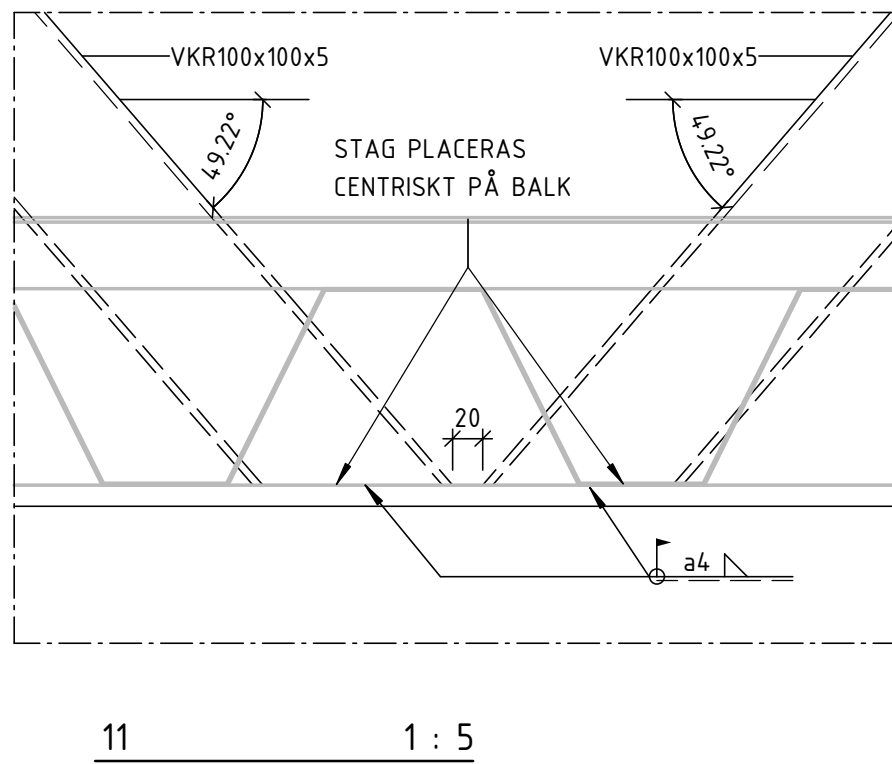 VKR100x100x5
VKR100x100x5
49.22°
49.22°
STAG PLACERAS
CENTRISKT PÅ BALK
20
a4
11 1 : 5